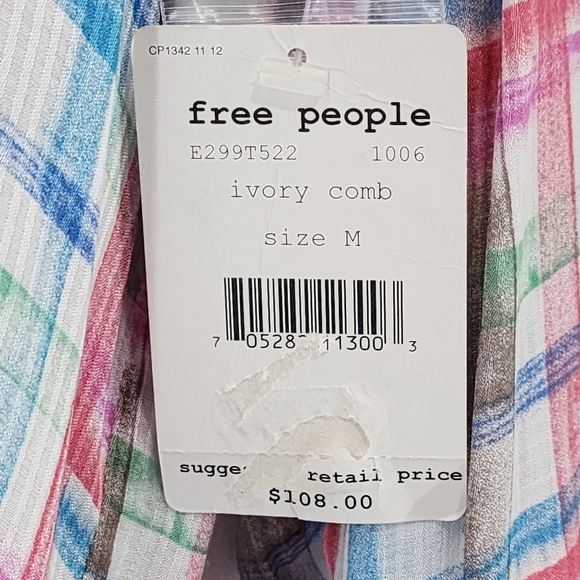 CP1342 11 12
free people
E299T522 1006
ivory comb
size M
7 0528 11300 3
retail price
$108.00